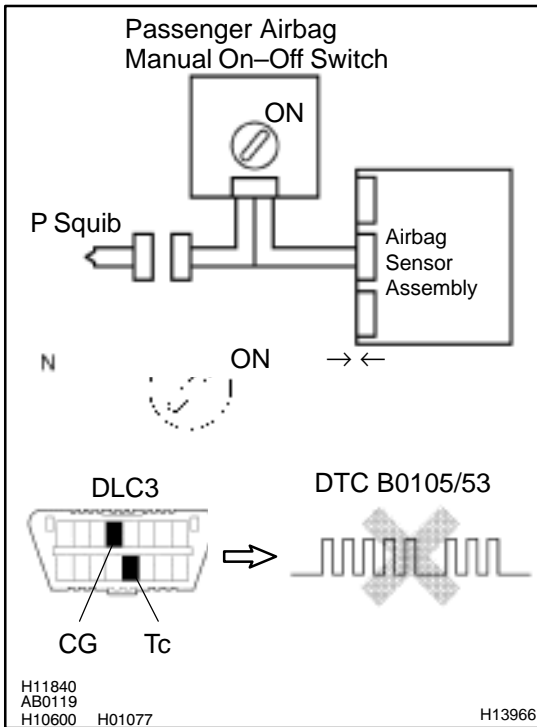 Passenger Airbag
Manual On–Off Switch
ON
P Squib
Airbag
Sensor
Assembly
N
ON
DLC3
DTC B0105/53
CG Tc
H11840
AB0119
H10600 H01077
H13966